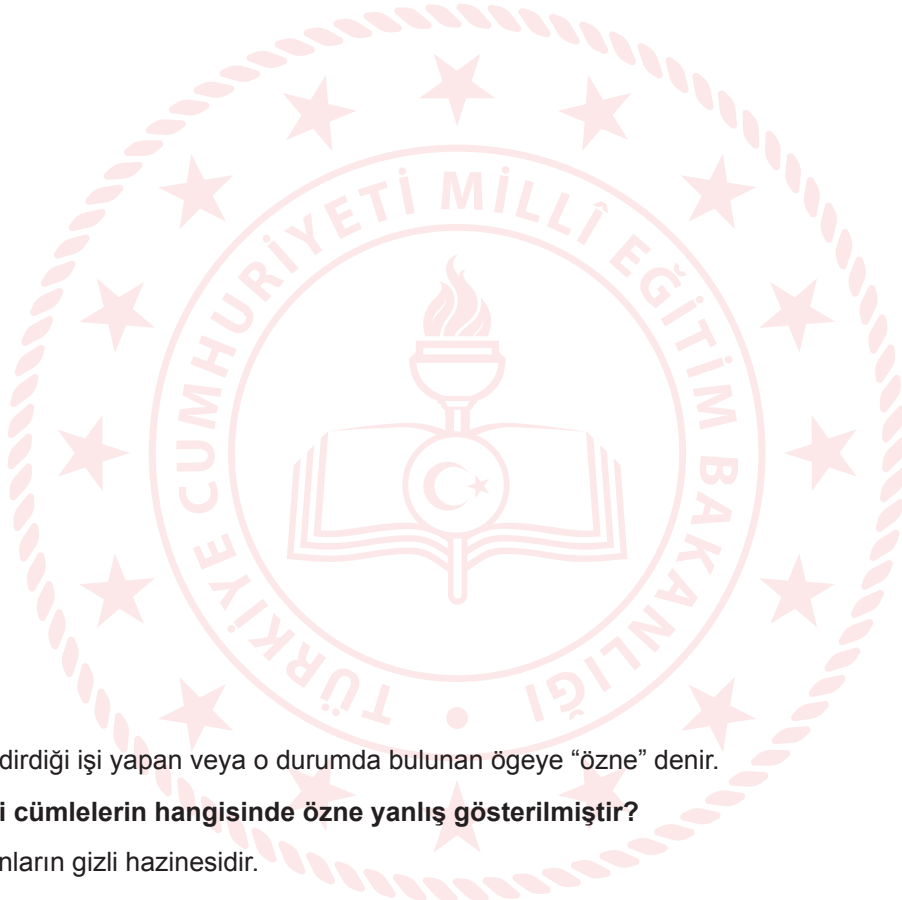 TÜRKİYE CUMHURİYETİ MİLLÎ EĞİTİM BAKANLIĞI
dirdiği işi yapan veya o durumda bulunan ögeye “özne” denir.
i cümlelerin hangisinde özne yanlış gösterilmiştir?
nların gizli hazinesidir.